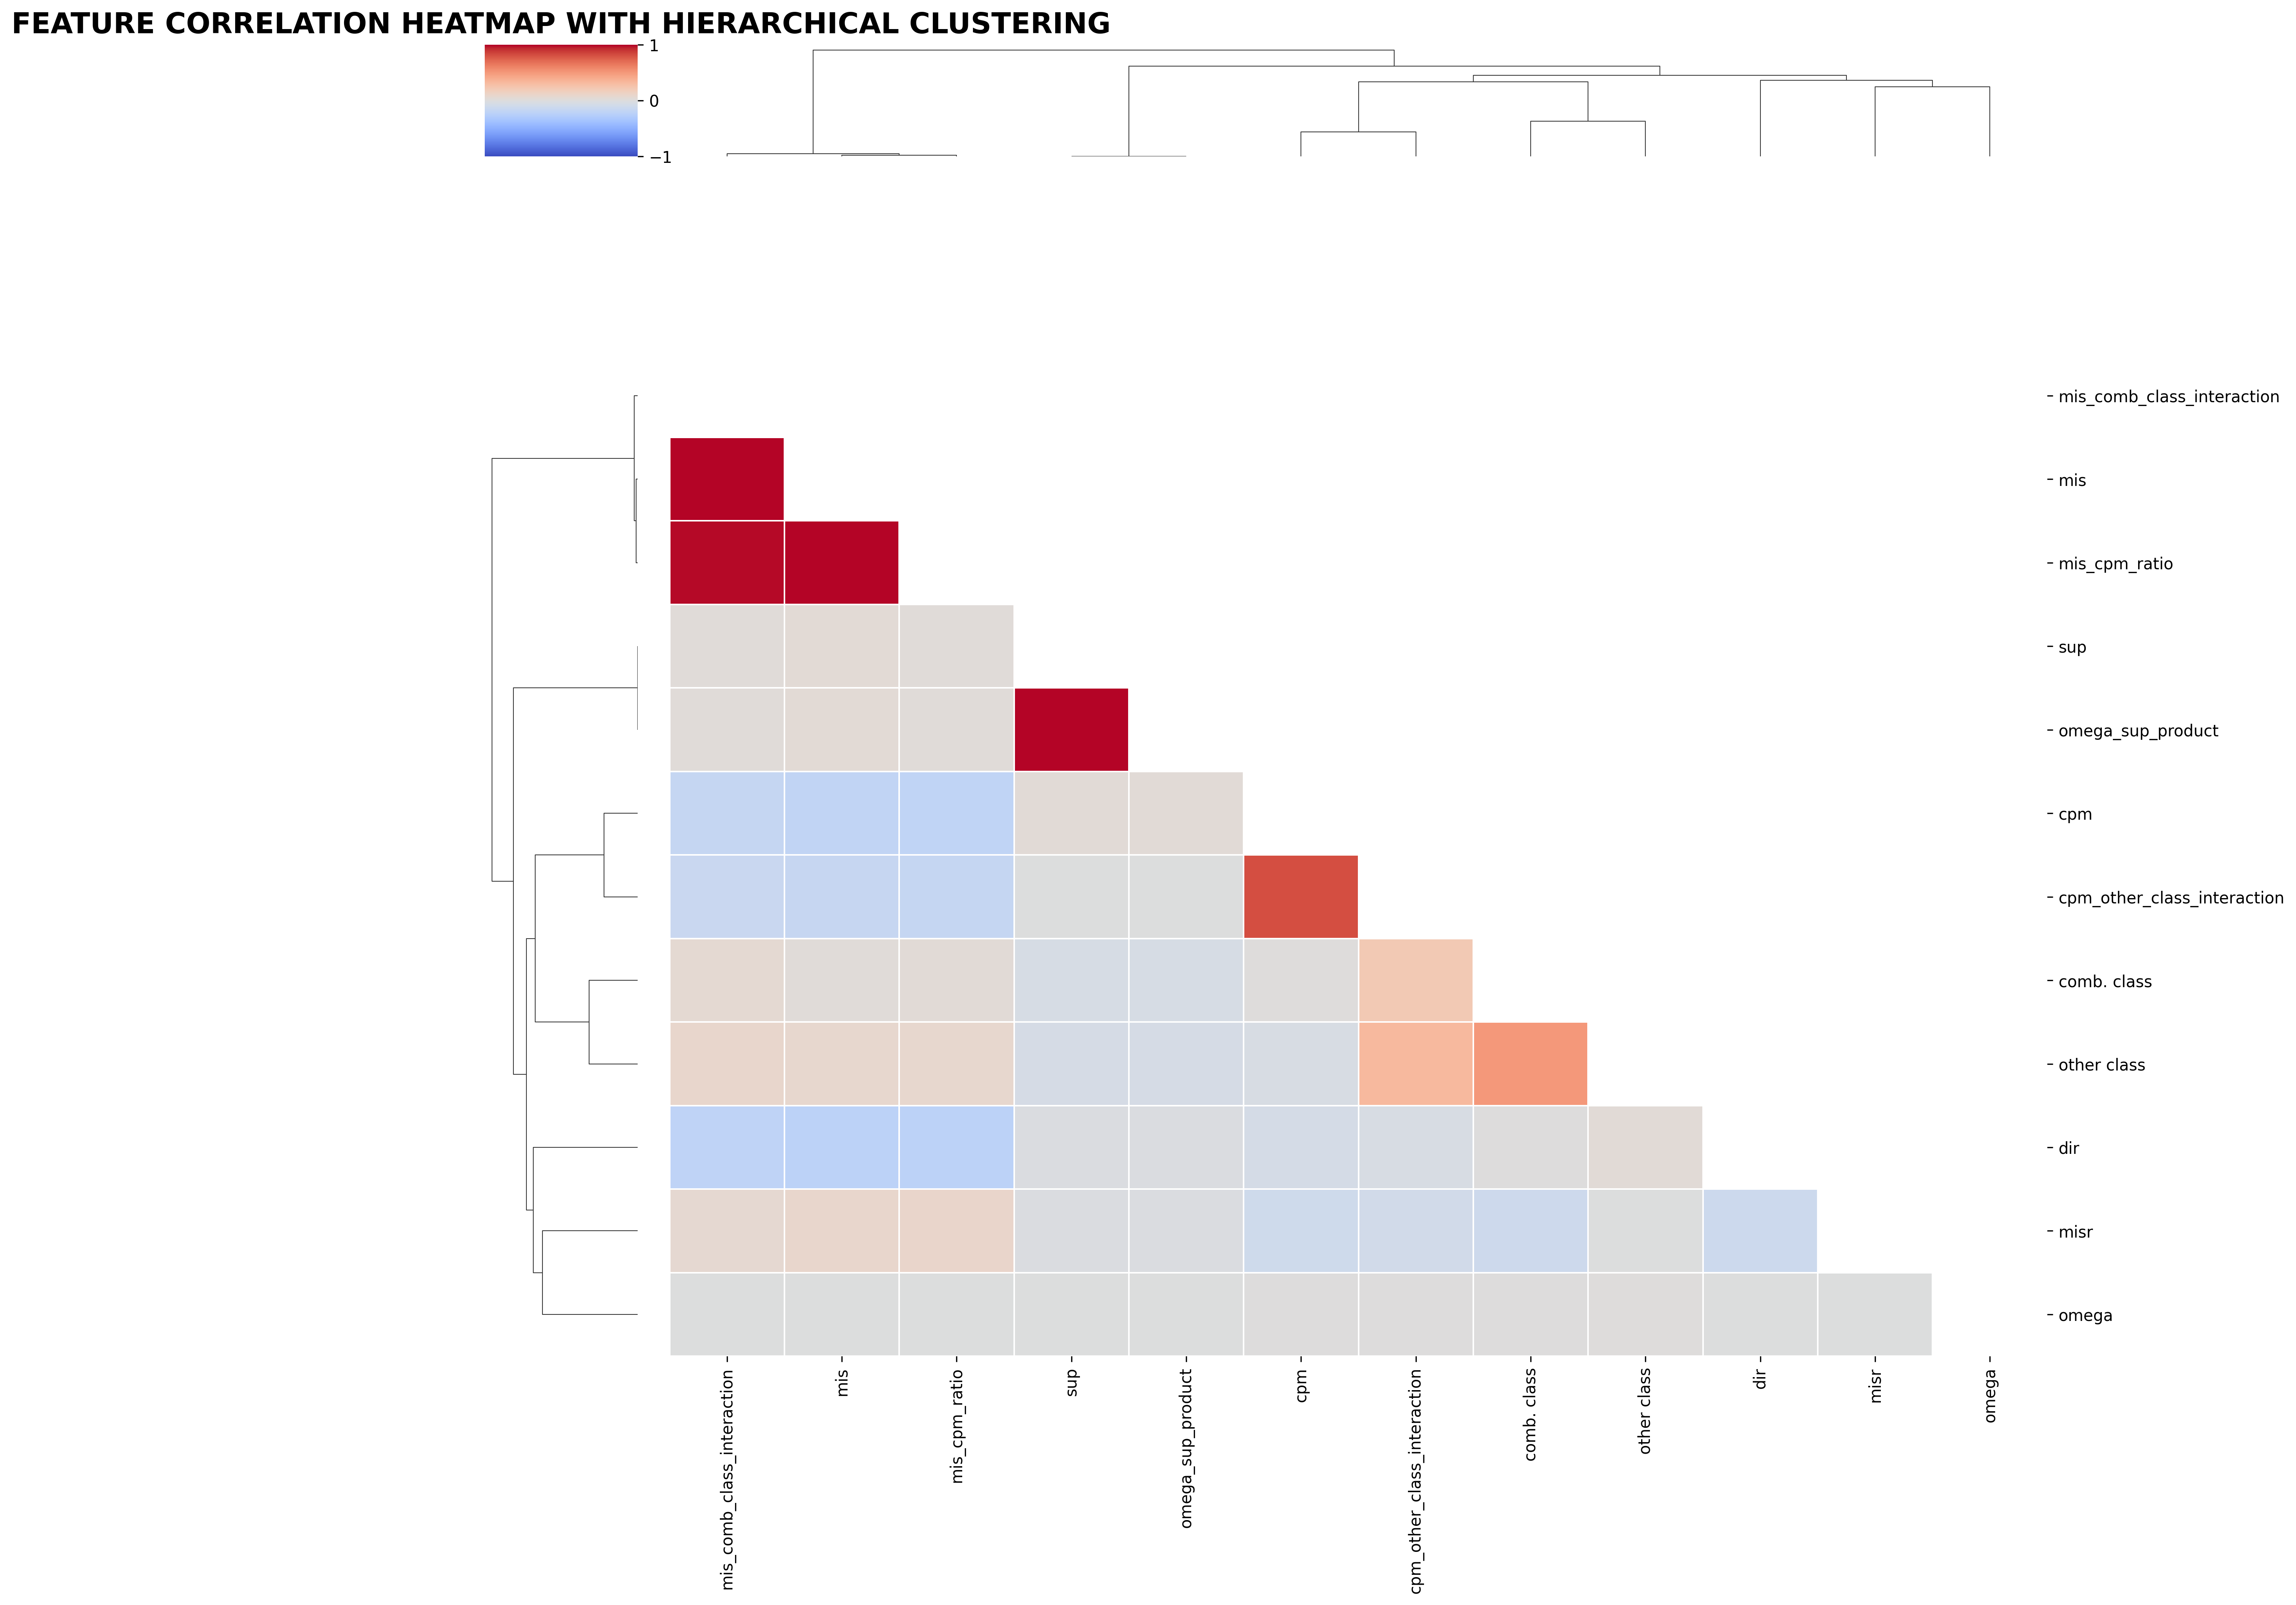 FEATURE CORRELATION HEATMAP WITH HIERARCHICAL CLUSTERING
1
0
−1
mis_comb_class_interaction
mis
mis_cpm_ratio
sup
omega_sup_product
cpm
cpm_other_class_interaction
comb. class
other class
dir
misr
omega
mis_comb_class_interaction
mis
mis_cpm_ratio
sup
omega_sup_product
cpm
cpm_other_class_interaction
comb. class
other class
dir
misr
omega